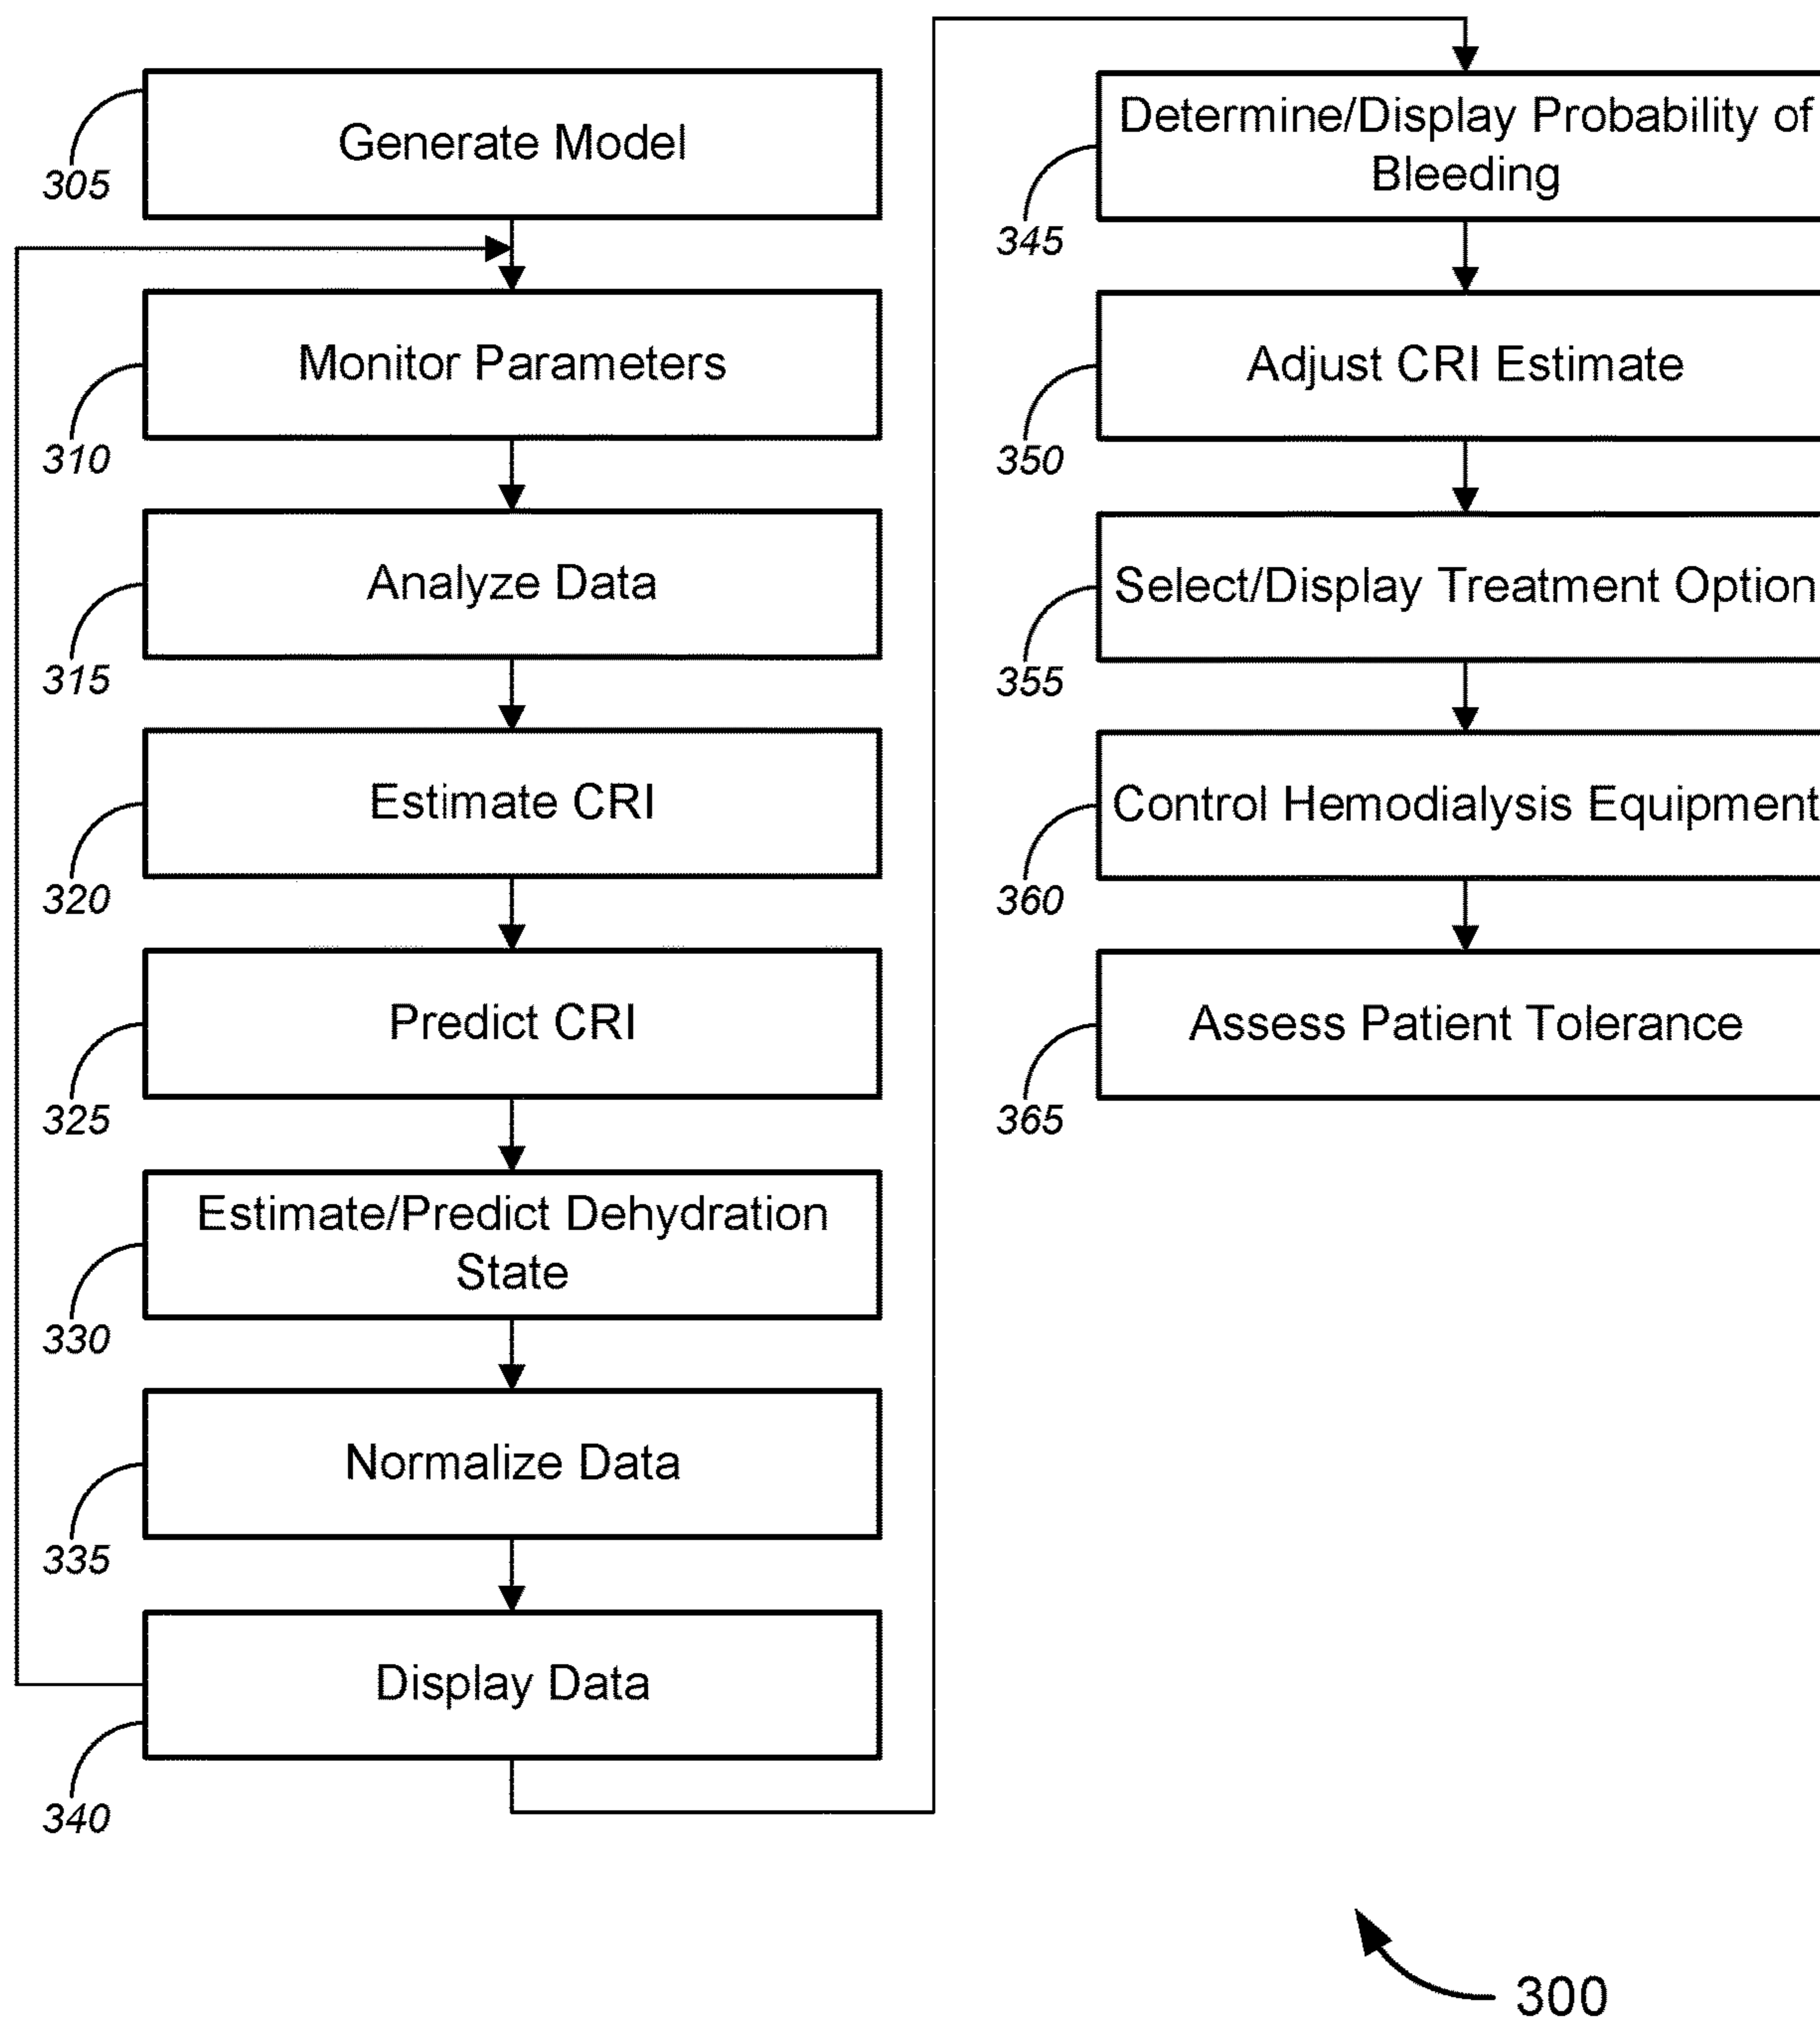 Generate Model
305
Monitor Parameters
310
Analyze Data
315
Estimate CRI
320
Predict CRI
325
Estimate/Predict Dehydration
State
330
Normalize Data
335
Display Data
340
Determine/Display Probability of
Bleeding
345
Adjust CRI Estimate
350
Select/Display Treatment Option
355
Control Hemodialysis Equipment
360
Assess Patient Tolerance
365
300